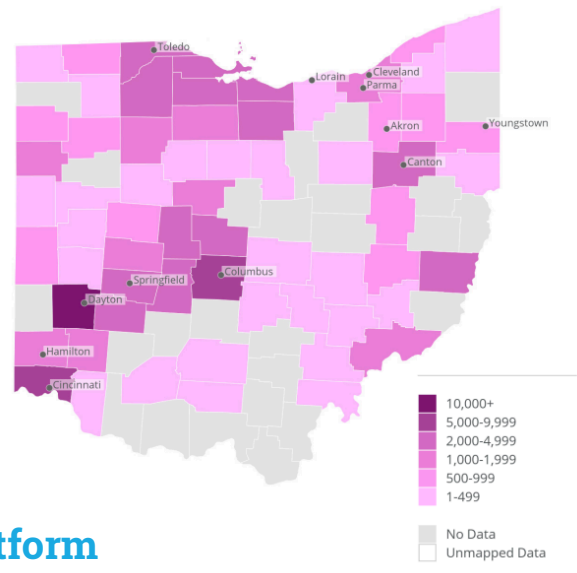 Toledo
Cleveland
Lorain
Parma
Youngstown
Akron
Canton
Columbus
Springfield
Dayton
Hamilton
Cincinnati
10,000+
5,000-9,999
2,000-4,999
1,000-1,999
500-999
1-499
No Data
Unmapped Data
tform